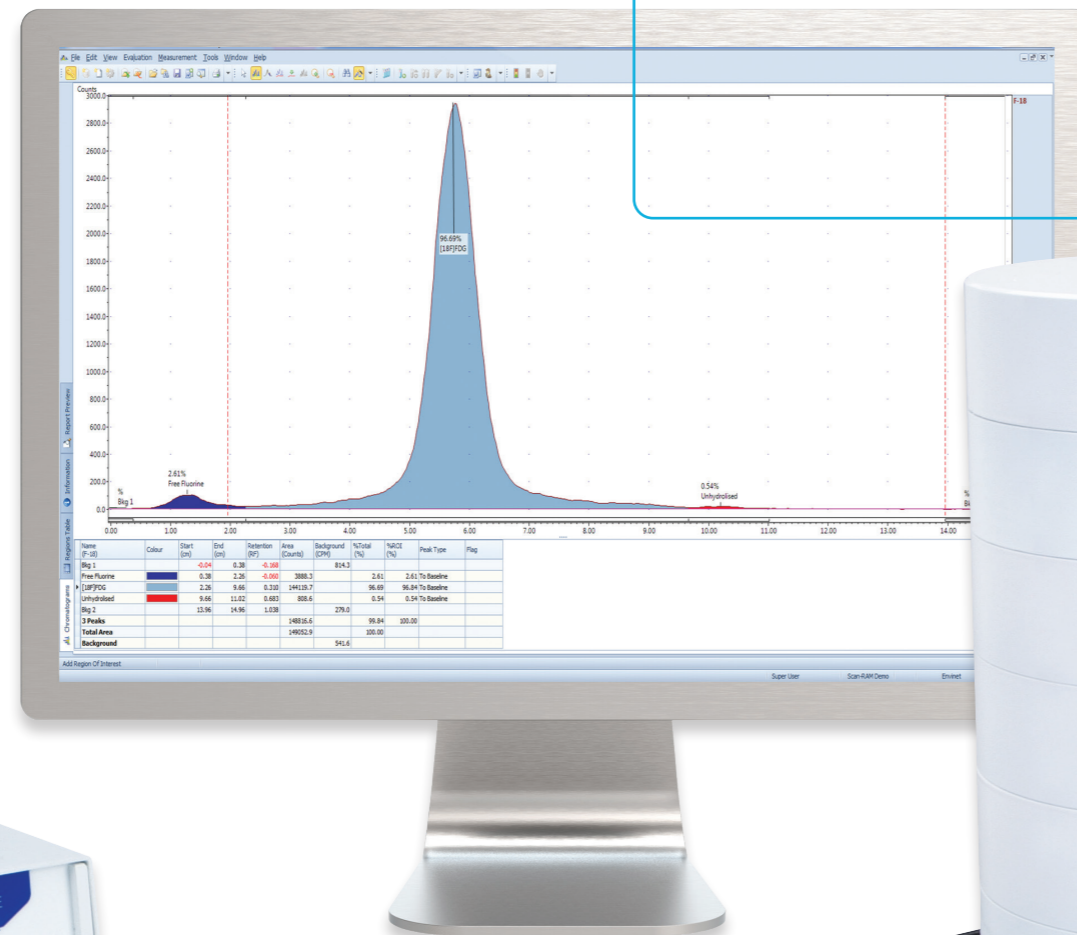 File Edit View Evaluation Measurement Tools Window Help
Counts
F-18
3000.0
2800.0
2600.0
2400.0
2200.0
2000.0
1800.0
1600.0
1400.0
1200.0
1000.0
800.0
600.0
400.0
200.0
0.0
96.69%
[18F]FDG
2.61%
Free Fluorine
%
Bkg 1
0.54%
Unhydrolised
%
0.00 1.00 2.00 3.00 4.00 5.00 6.00 7.00 8.00 9.00 10.00 11.00 12.00 13.00 14.00
Report Preview
Information
Regions Table
Chromatograms
Name (F-18) Colour Start (cm) End (cm) Retention (RF) Area (Counts) Background (CPM) %Total (%) %ROI (%) Peak Type Flag
Bkg 1 -0.04 0.38 -0.168 814.3
Free Fluorine 0.38 2.26 -0.060 3888.3 2.61 2.61 To Baseline
[18F]FDG 2.26 9.66 0.310 144119.7 96.69 96.84 To Baseline
Unhydrolised 9.66 11.02 0.683 808.6 0.54 0.54 To Baseline
Bkg 2 13.96 14.96 1.038 279.0
3 Peaks 148816.6 99.84 100.00
Total Area 149052.9 100.00
Background 541.6
Add Region Of Interest
Super User Scan-RAM Demo Envinet